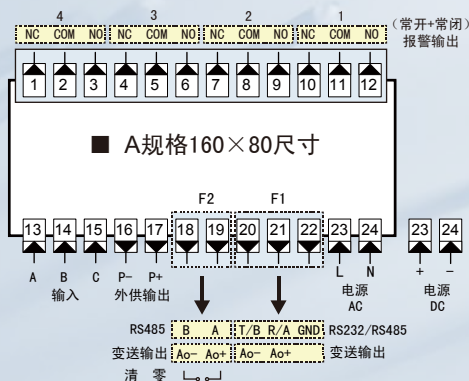 4 3 2 1
NC COM NO NC COM NO NC COM NO NC COM NO
(常开+常闭)
报警输出
1 2 3 4 5 6 7 8 9 10 11 12
■ A规格160×80尺寸
F2 F1
13 14 15 16 17 18 19 20 21 22 23 24 23 24
A B C P- P+ L N + -
输入 外供输出 电源 电源
AC DC
RS485 B A T/B R/A GND RS232/RS485
变送输出 Ao- Ao+ Ao- Ao+ 变送输出
清 零